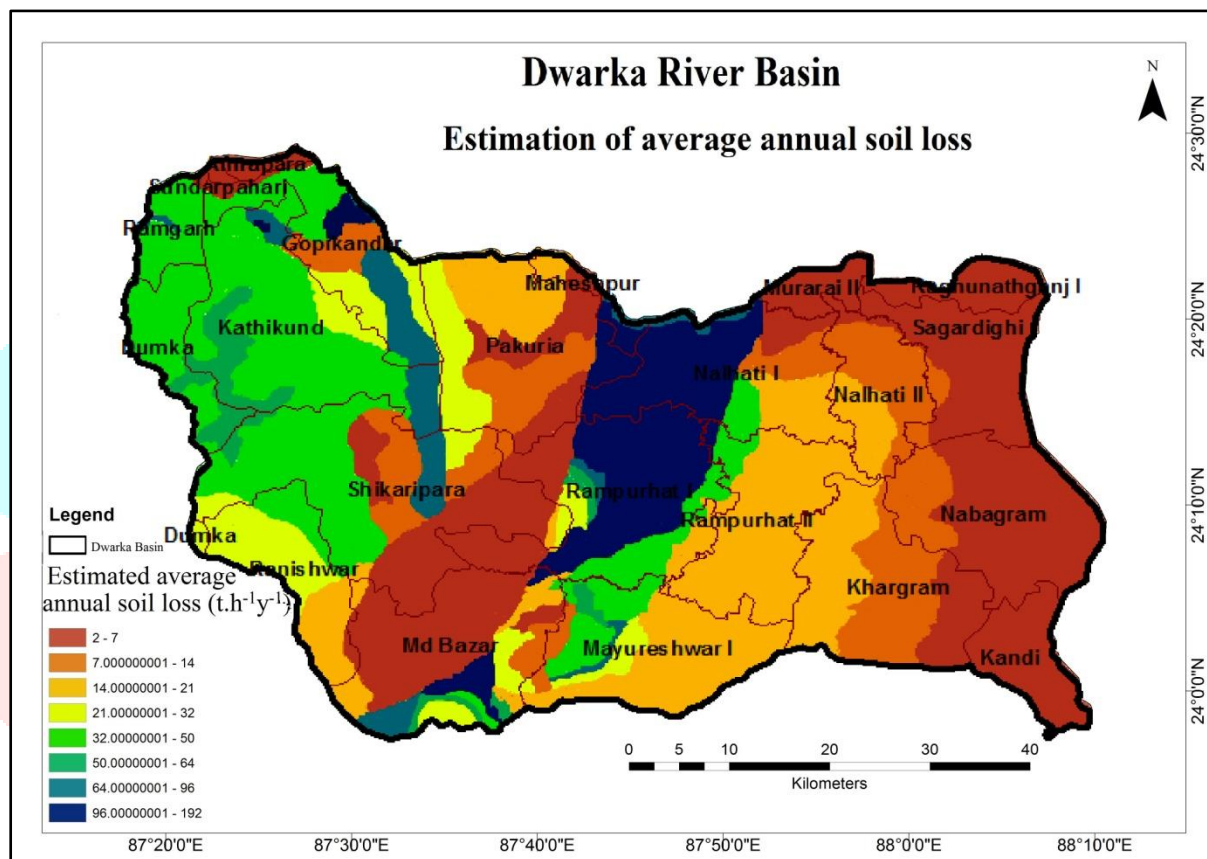 Dwarka River Basin
Estimation of average annual soil loss
N
24°30'0"N
24°20'0"N
24°10'0"N
24°0'0"N
Sundarpahari
Ramgarh
Gopikandar
Maheshpur
Murarai II
Raghunathganj I
Kathikund
Sagardighi
Dumka
Pakuria
Nalhati I
Nalhati II
Shikaripara
Rampurhat I
Rampurhat II
Nabagram
Dumka
Ranishwar
Khargram
Md Bazar
Mayureshwar I
Kandi
Legend
Dwarka Basin
Estimated average
annual soil loss (t.h-1y-1)
2 - 7
7.000000001 - 14
14.00000001 - 21
21.00000001 - 32
32.00000001 - 50
50.00000001 - 64
64.00000001 - 96
96.00000001 - 192
0 5 10 20 30 40
Kilometers
87°20'0"E
87°30'0"E
87°40'0"E
87°50'0"E
88°0'0"E
88°10'0"E